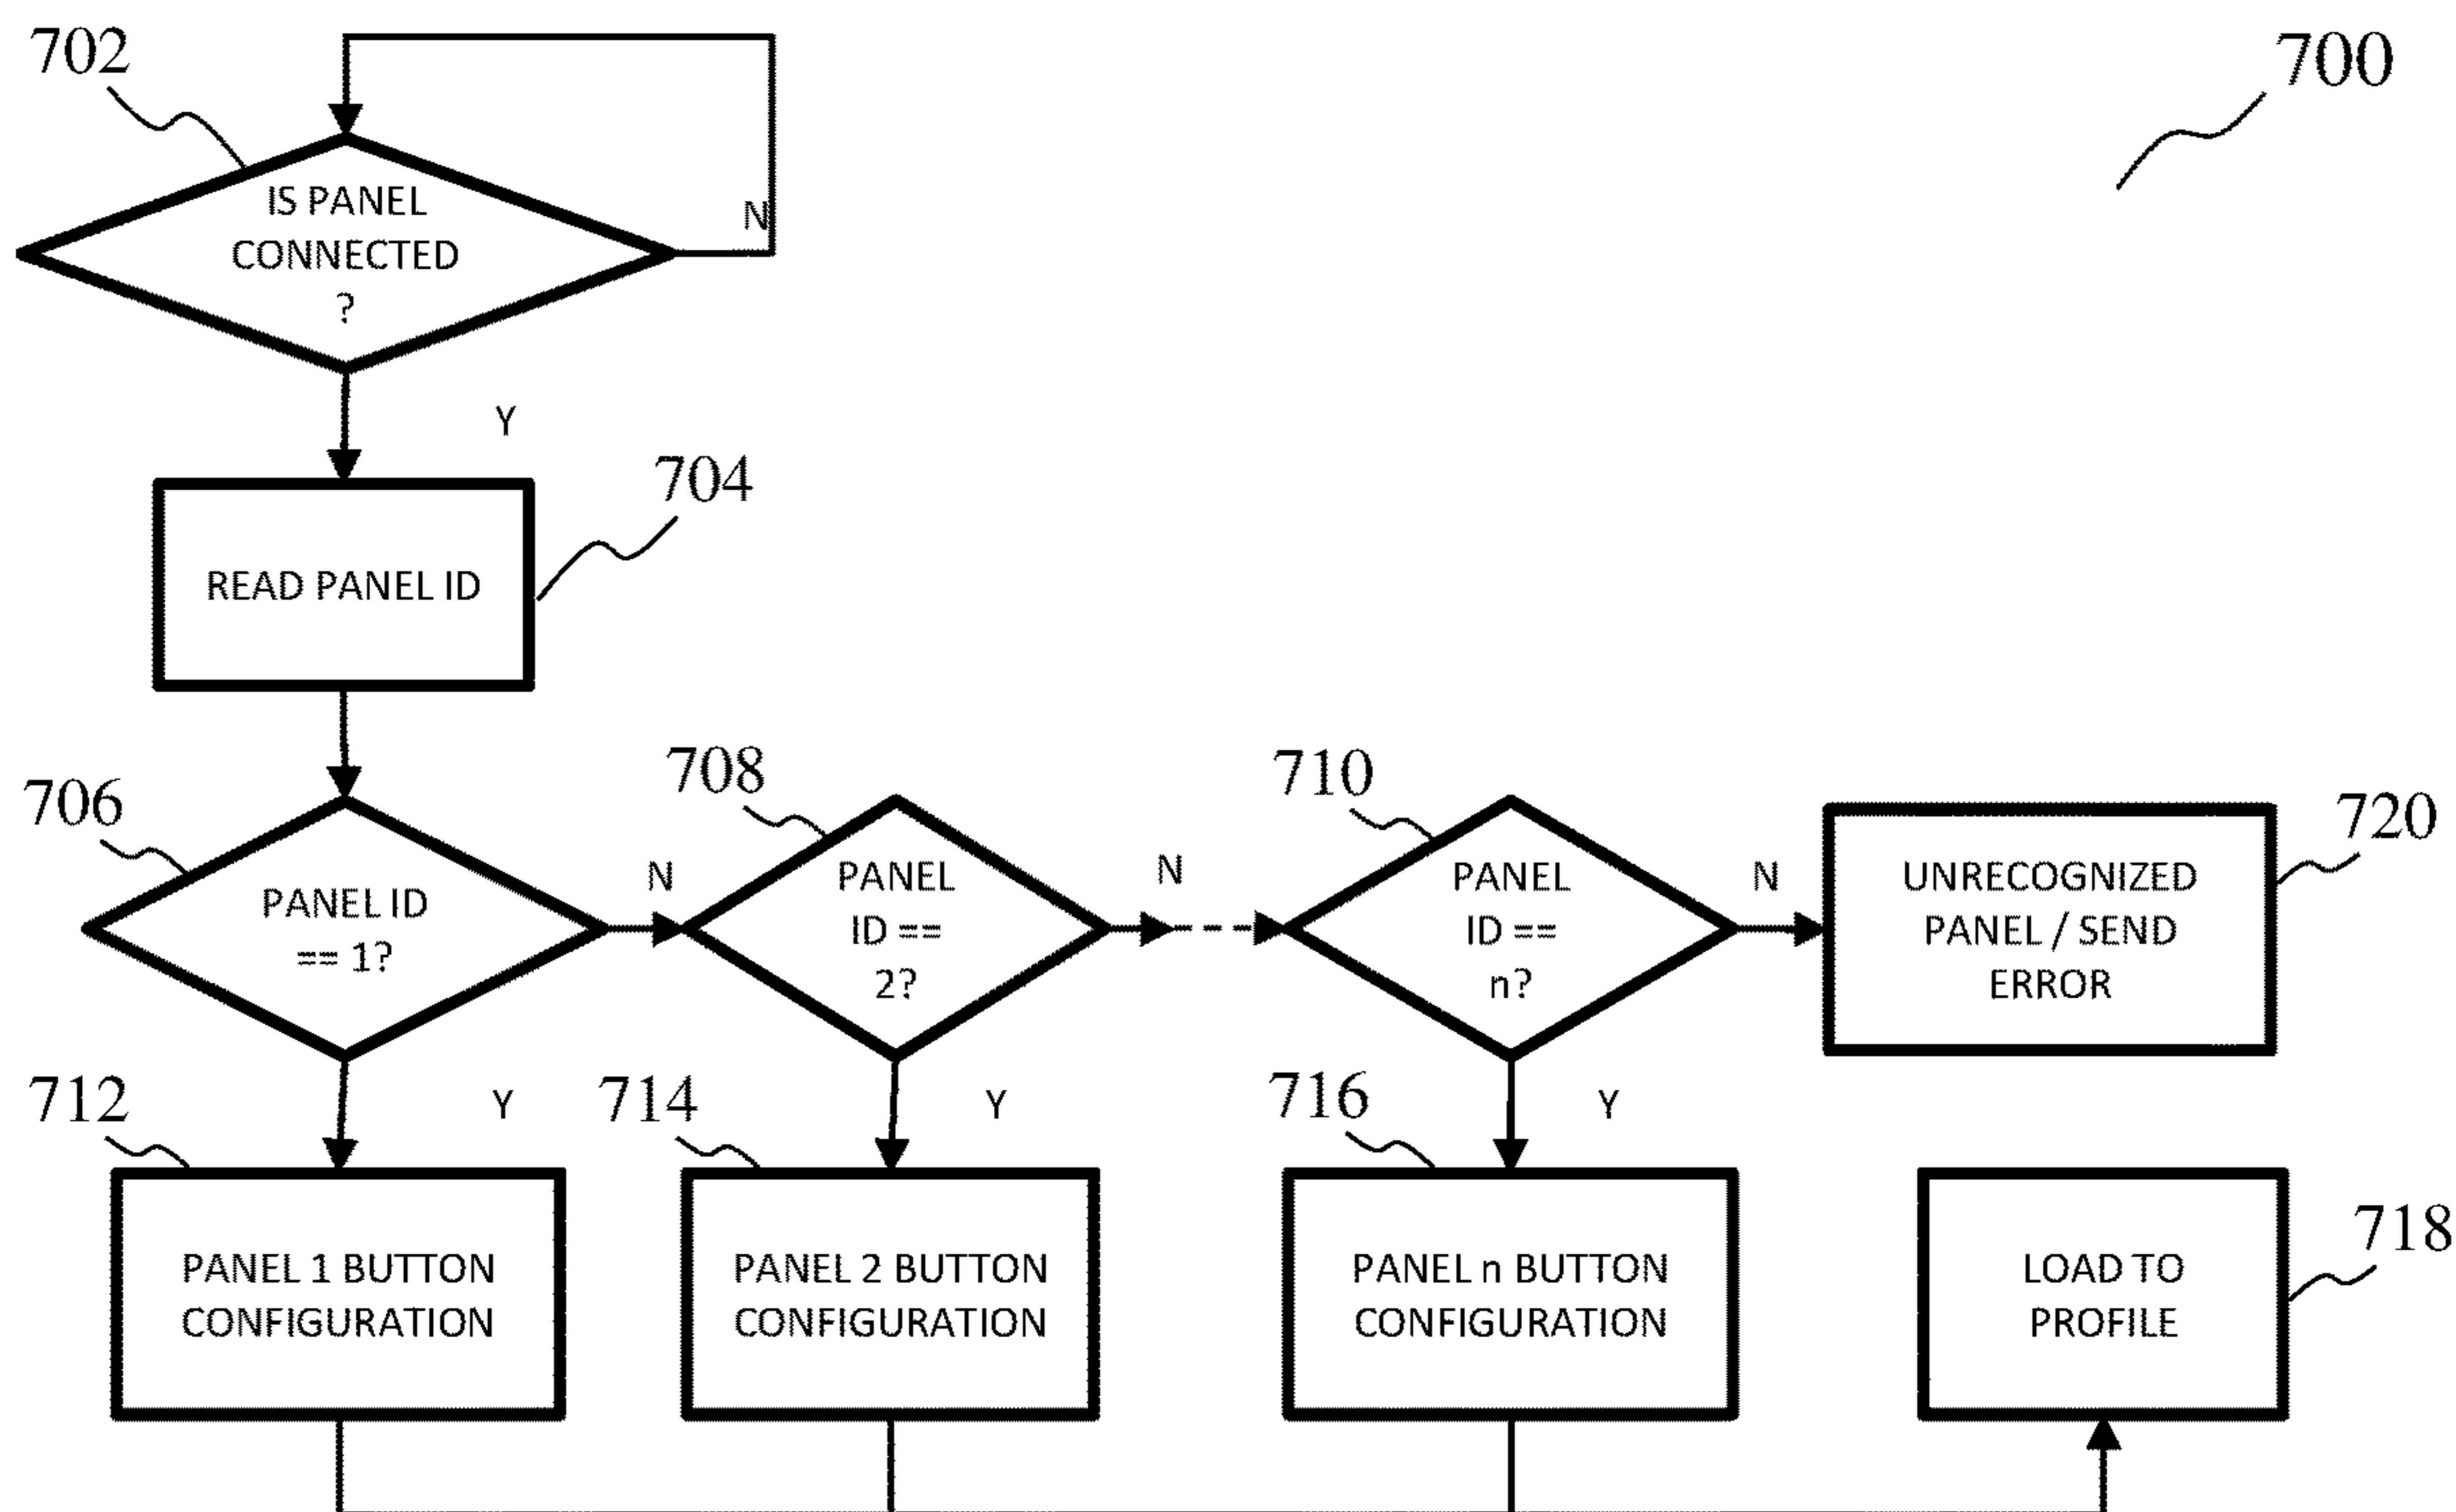 702
700
IS PANEL
CONNECTED
?
N
Y
704
READ PANEL ID
706
708
710
720
PANEL ID
== 1?
N
PANEL
ID ==
2?
N
PANEL
ID ==
n?
N
UNRECOGNIZED
PANEL / SEND
ERROR
712
Y
714
Y
716
Y
718
PANEL 1 BUTTON
CONFIGURATION
PANEL 2 BUTTON
CONFIGURATION
PANEL n BUTTON
CONFIGURATION
LOAD TO
PROFILE